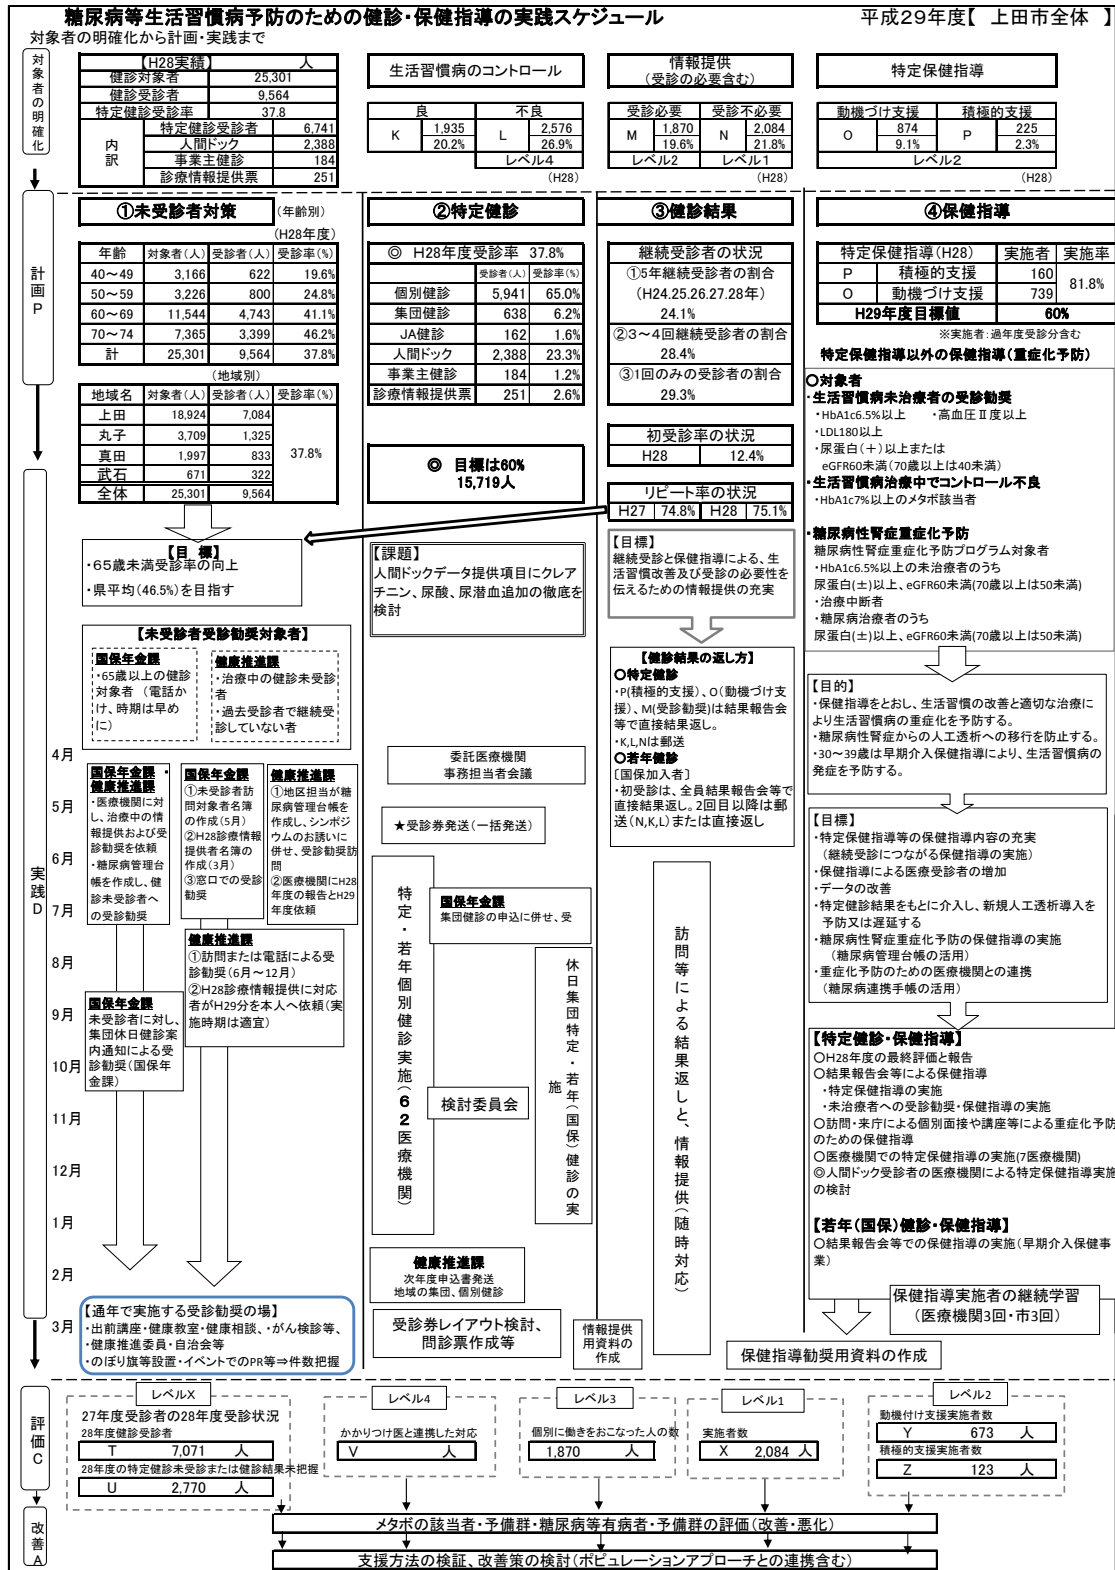 糖尿病等生活習慣病予防のための健診・保健指導の実践スケジュール
平成29年度【 上田市全体 】
対象者の明確化から計画・実践まで
対象者の明確化
【H28実績】 人
健診対象者 25,301
健診受診者 9,564
特定健診受診率 37.8
内訳
特定健診受診者 6,741
人間ドック 2,388
事業主健診 184
診療情報提供票 251
生活習慣病のコントロール
良 不良
K 1,935 L 2,576
20.2% 26.9%
レベル4
(H28)
情報提供
(受診の必要含む)
受診必要 受診不必要
M 1,870 N 2,084
19.6% 21.8%
レベル2 レベル1
(H28)
特定保健指導
動機づけ支援 積極的支援
O 874 P 225
9.1% 2.3%
レベル2
(H28)
計画P
①未受診者対策
(年齢別)
(H28年度)
年齢 対象者(人) 受診者(人) 受診率(%)
40~49 3,166 622 19.6%
50~59 3,226 800 24.8%
60~69 11,544 4,743 41.1%
70~74 7,365 3,399 46.2%
計 25,301 9,564 37.8%
(地域別)
地域名 対象者(人) 受診者(人) 受診率(%)
上田 18,924 7,084
丸子 3,709 1,325
真田 1,997 833
武石 671 322
全体 25,301 9,564
37.8%
【目 標】
・65歳未満受診率の向上
・県平均(46.5%)を目指す
②特定健診
◎ H28年度受診率 37.8%
受診者(人) 受診率(%)
個別健診 5,941 65.0%
集団健診 638 6.2%
JA健診 162 1.6%
人間ドック 2,388 23.3%
事業主健診 184 1.2%
診療情報提供票 251 2.6%
◎ 目標は60%
15,719人
【課題】
人間ドックデータ提供項目にクレア
チニン、尿酸、尿潜血追加の徹底を
検討
③健診結果
継続受診者の状況
①5年継続受診者の割合
(H24.25.26.27.28年)
24.1%
②3~4回継続受診者の割合
28.4%
③1回のみの受診者の割合
29.3%
初受診率の状況
H28 12.4%
リピート率の状況
H27 74.8% H28 75.1%
【目標】
継続受診と保健指導による、生
活習慣改善及び受診の必要性を
伝えるための情報提供の充実
④保健指導
特定保健指導(H28) 実施者 実施率
P 積極的支援 160
O 動機づけ支援 739
81.8%
H29年度目標値 60%
※実施者:過年度受診分含む
特定保健指導以外の保健指導(重症化予防)
○対象者
・生活習慣病未治療者の受診勧奨
・HbA1c6.5%以上 ・高血圧Ⅱ度以上
・LDL180以上
・尿蛋白(+)以上または
eGFR60未満(70歳以上は40未満)
・生活習慣病治療中でコントロール不良
・HbA1c7%以上のメタボ該当者
・糖尿病性腎症重症化予防
糖尿病性腎症重症化予防プログラム対象者
・HbA1c6.5%以上の未治療者のうち
尿蛋白(±)以上、eGFR60未満(70歳以上は50未満)
・治療中断者
・糖尿病治療者のうち
尿蛋白(±)以上、eGFR60未満(70歳以上は50未満)
【目的】
・保健指導をとおし、生活習慣の改善と適切な治療に
より生活習慣病の重症化を予防する。
・糖尿病性腎症からの人工透析への移行を防止する。
・30~39歳は早期介入保健指導により、生活習慣病の
発症を予防する。
【目標】
・特定保健指導等の保健指導内容の充実
(継続受診につながる保健指導の実施)
・保健指導による医療受診者の増加
・データの改善
・特定健診結果をもとに介入し、新規人工透析導入を
予防又は遅延する
・糖尿病性腎症重症化予防の保健指導の実施
(糖尿病管理台帳の活用)
・重症化予防のための医療機関との連携
(糖尿病連携手帳の活用)
【特定健診・保健指導】
○H28年度の最終評価と報告
○結果報告会等による保健指導
・特定保健指導の実施
・未治療者への受診勧奨・保健指導の実施
○訪問・来庁による個別面接や講座等による重症化予防
のための保健指導
○医療機関での特定保健指導の実施(7医療機関)
◎人間ドック受診者の医療機関による特定保健指導実施
の検討
【若年(国保)健診・保健指導】
○結果報告会等での保健指導の実施(早期介入保健事
業)
保健指導実施者の継続学習
(医療機関3回・市3回)
保健指導勧奨用資料の作成
実践D
4月
5月
6月
7月
8月
9月
10月
11月
12月
1月
2月
3月
【未受診者受診勧奨対象者】
国保年金課
・65歳以上の健診
対象者 (電話か
け、時期は早め
に)
健康推進課
・治療中の健診未受診
者
・過去受診者で継続受
診していない者
国保年金課・
健康推進課
・医療機関に対
し、治療中の情
報提供および受
診勧奨を依頼
・糖尿病管理台
帳を作成し、健
診未受診者へ
の受診勧奨
国保年金課
①未受診者訪
問対象者名簿
の作成(5月)
②H28診療情報
提供者名簿の
作成(3月)
③窓口での受診
勧奨
健康推進課
①地区担当が糖
尿病管理台帳を
作成し、シンポジ
ウムのお誘いに
併せ、受診勧奨訪
問
②医療機関にH28
年度の報告とH29
年度依頼
健康推進課
①訪問または電話による受
診勧奨(6月~12月)
②H28診療情報提供に対応
者がH29分を本人へ依頼(実
施時期は適宜)
国保年金課
未受診者に対し、
集団休日健診案
内通知による受
診勧奨(国保年
金課)
【通年で実施する受診勧奨の場】
・出前講座・健康教室・健康相談、・がん検診等、
・健康推進委員・自治会等
・のぼり旗等設置・イベントでのPR等⇒件数把握
委託医療機関
事務担当者会議
★受診券発送(一括発送)
特定・若年個別健診実施(62医療機関)
国保年金課
集団健診の申込に併せ、受
休日集団特定・若年(国保)健診の実
施
検討委員会
健康推進課
次年度申込書発送
地域の集団、個別健診
受診券レイアウト検討、
問診票作成等
【健診結果の返し方】
○特定健診
・P(積極的支援)、O(動機づけ支
援)、M(受診勧奨)は結果報告会
等で直接結果返し。
・K,L,Nは郵送
○若年健診
〔国保加入者〕
・初受診は、全員結果報告会等で
直接結果返し。2回目以降は郵
送(N,K,L)または直接返し
訪問等による結果返しと、情報提供(随時対応)
情報提供
用資料の
作成
評価C
レベルX
27年度受診者の28年度受診状況
28年度健診受診者
T 7,071 人
28年度の特定健診未受診または健診結果未把握
U 2,770 人
レベル4
かかりつけ医と連携した対応
V 人
レベル3
個別に働きをおこなった人の数
1,870 人
レベル1
実施者数
X 2,084 人
レベル2
動機付け支援実施者数
Y 673 人
積極的支援実施者数
Z 123 人
改善A
メタボの該当者・予備群・糖尿病等有病者・予備群の評価(改善・悪化)
支援方法の検証、改善策の検討(ポピュレーションアプローチとの連携含む)